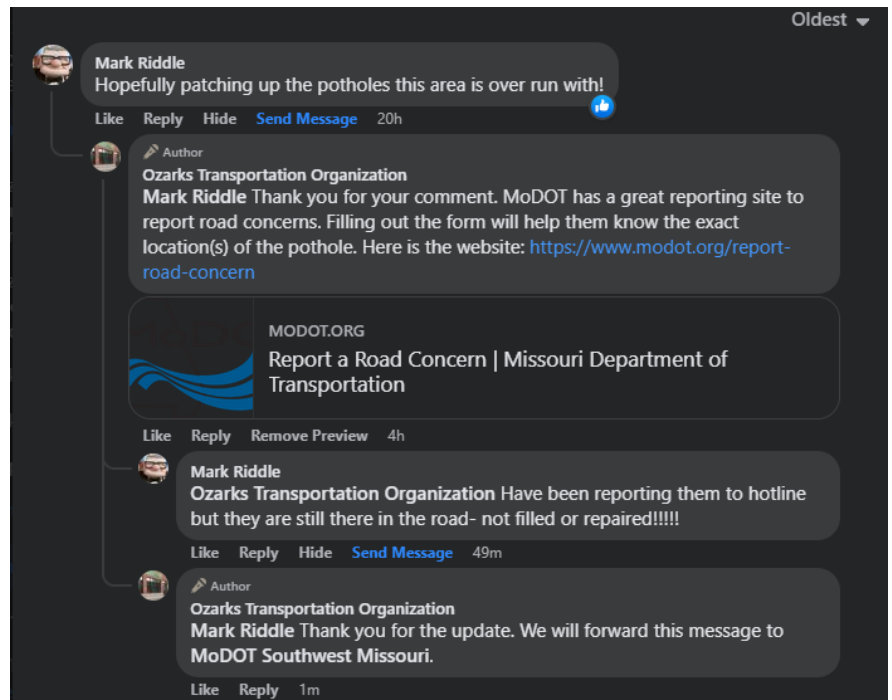 Oldest
Mark Riddle
Hopefully patching up the potholes this area is over run with!
Like Reply Hide Send Message 20h
Author
Ozarks Transportation Organization
Mark Riddle Thank you for your comment. MoDOT has a great reporting site to
report road concerns. Filling out the form will help them know the exact
location(s) of the pothole. Here is the website: https://www.modot.org/report-
road-concern
MODOT.ORG
Report a Road Concern | Missouri Department of
Transportation
Like Reply Remove Preview 4h
Mark Riddle
Ozarks Transportation Organization Have been reporting them to hotline
but they are still there in the road- not filled or repaired!!!!!
Like Reply Hide Send Message 49m
Author
Ozarks Transportation Organization
Mark Riddle Thank you for the update. We will forward this message to
MoDOT Southwest Missouri.
Like Reply 1m